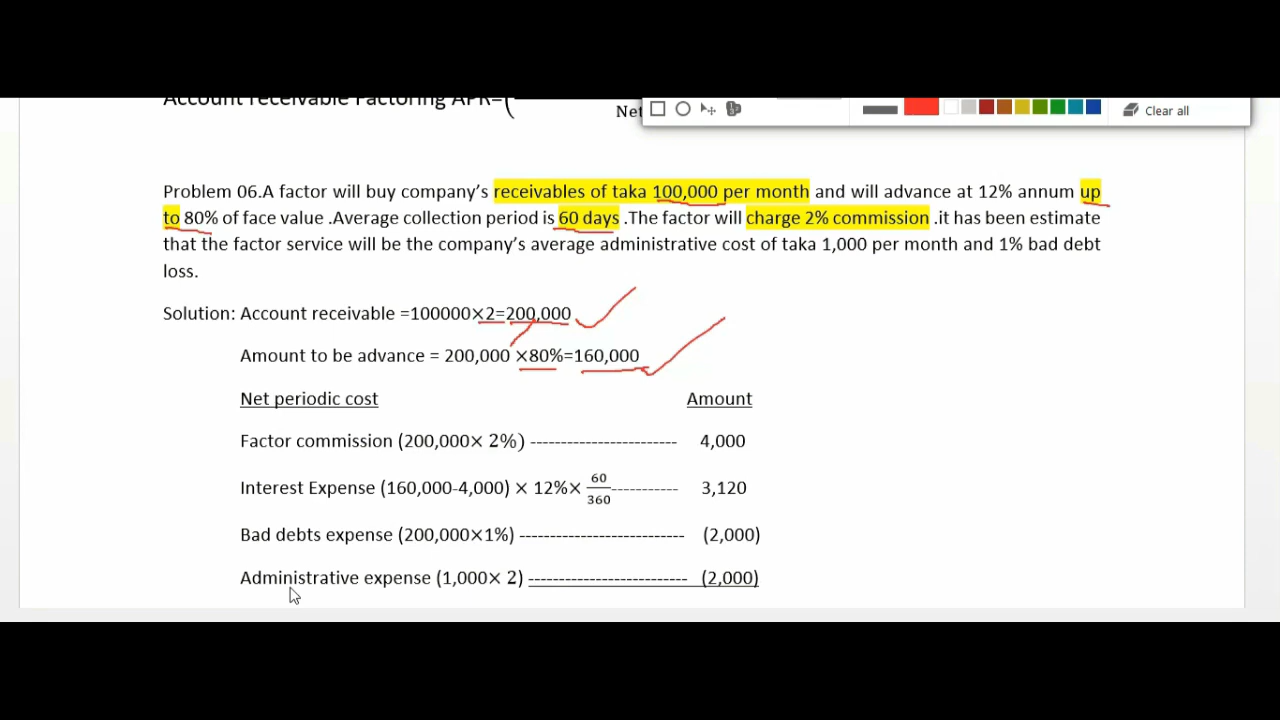 Account receivable Factoring APR=(
Net
Clear all
Problem 06.A factor will buy company's receivables of taka 100,000 per month and will advance at 12% annum up
to 80% of face value .Average collection period is 60 days .The factor will charge 2% commission .it has been estimate
that the factor service will be the company's average administrative cost of taka 1,000 per month and 1% bad debt
loss.
Solution: Account receivable =100000×2=200,000
Amount to be advance = 200,000 ×80%=160,000
Net periodic cost Amount
Factor commission (200,000× 2%) ------------------------ 4,000
Interest Expense (160,000-4,000) × 12%× 60/360----------- 3,120
Bad debts expense (200,000×1%) --------------------------- (2,000)
Administrative expense (1,000× 2) -------------------------- (2,000)